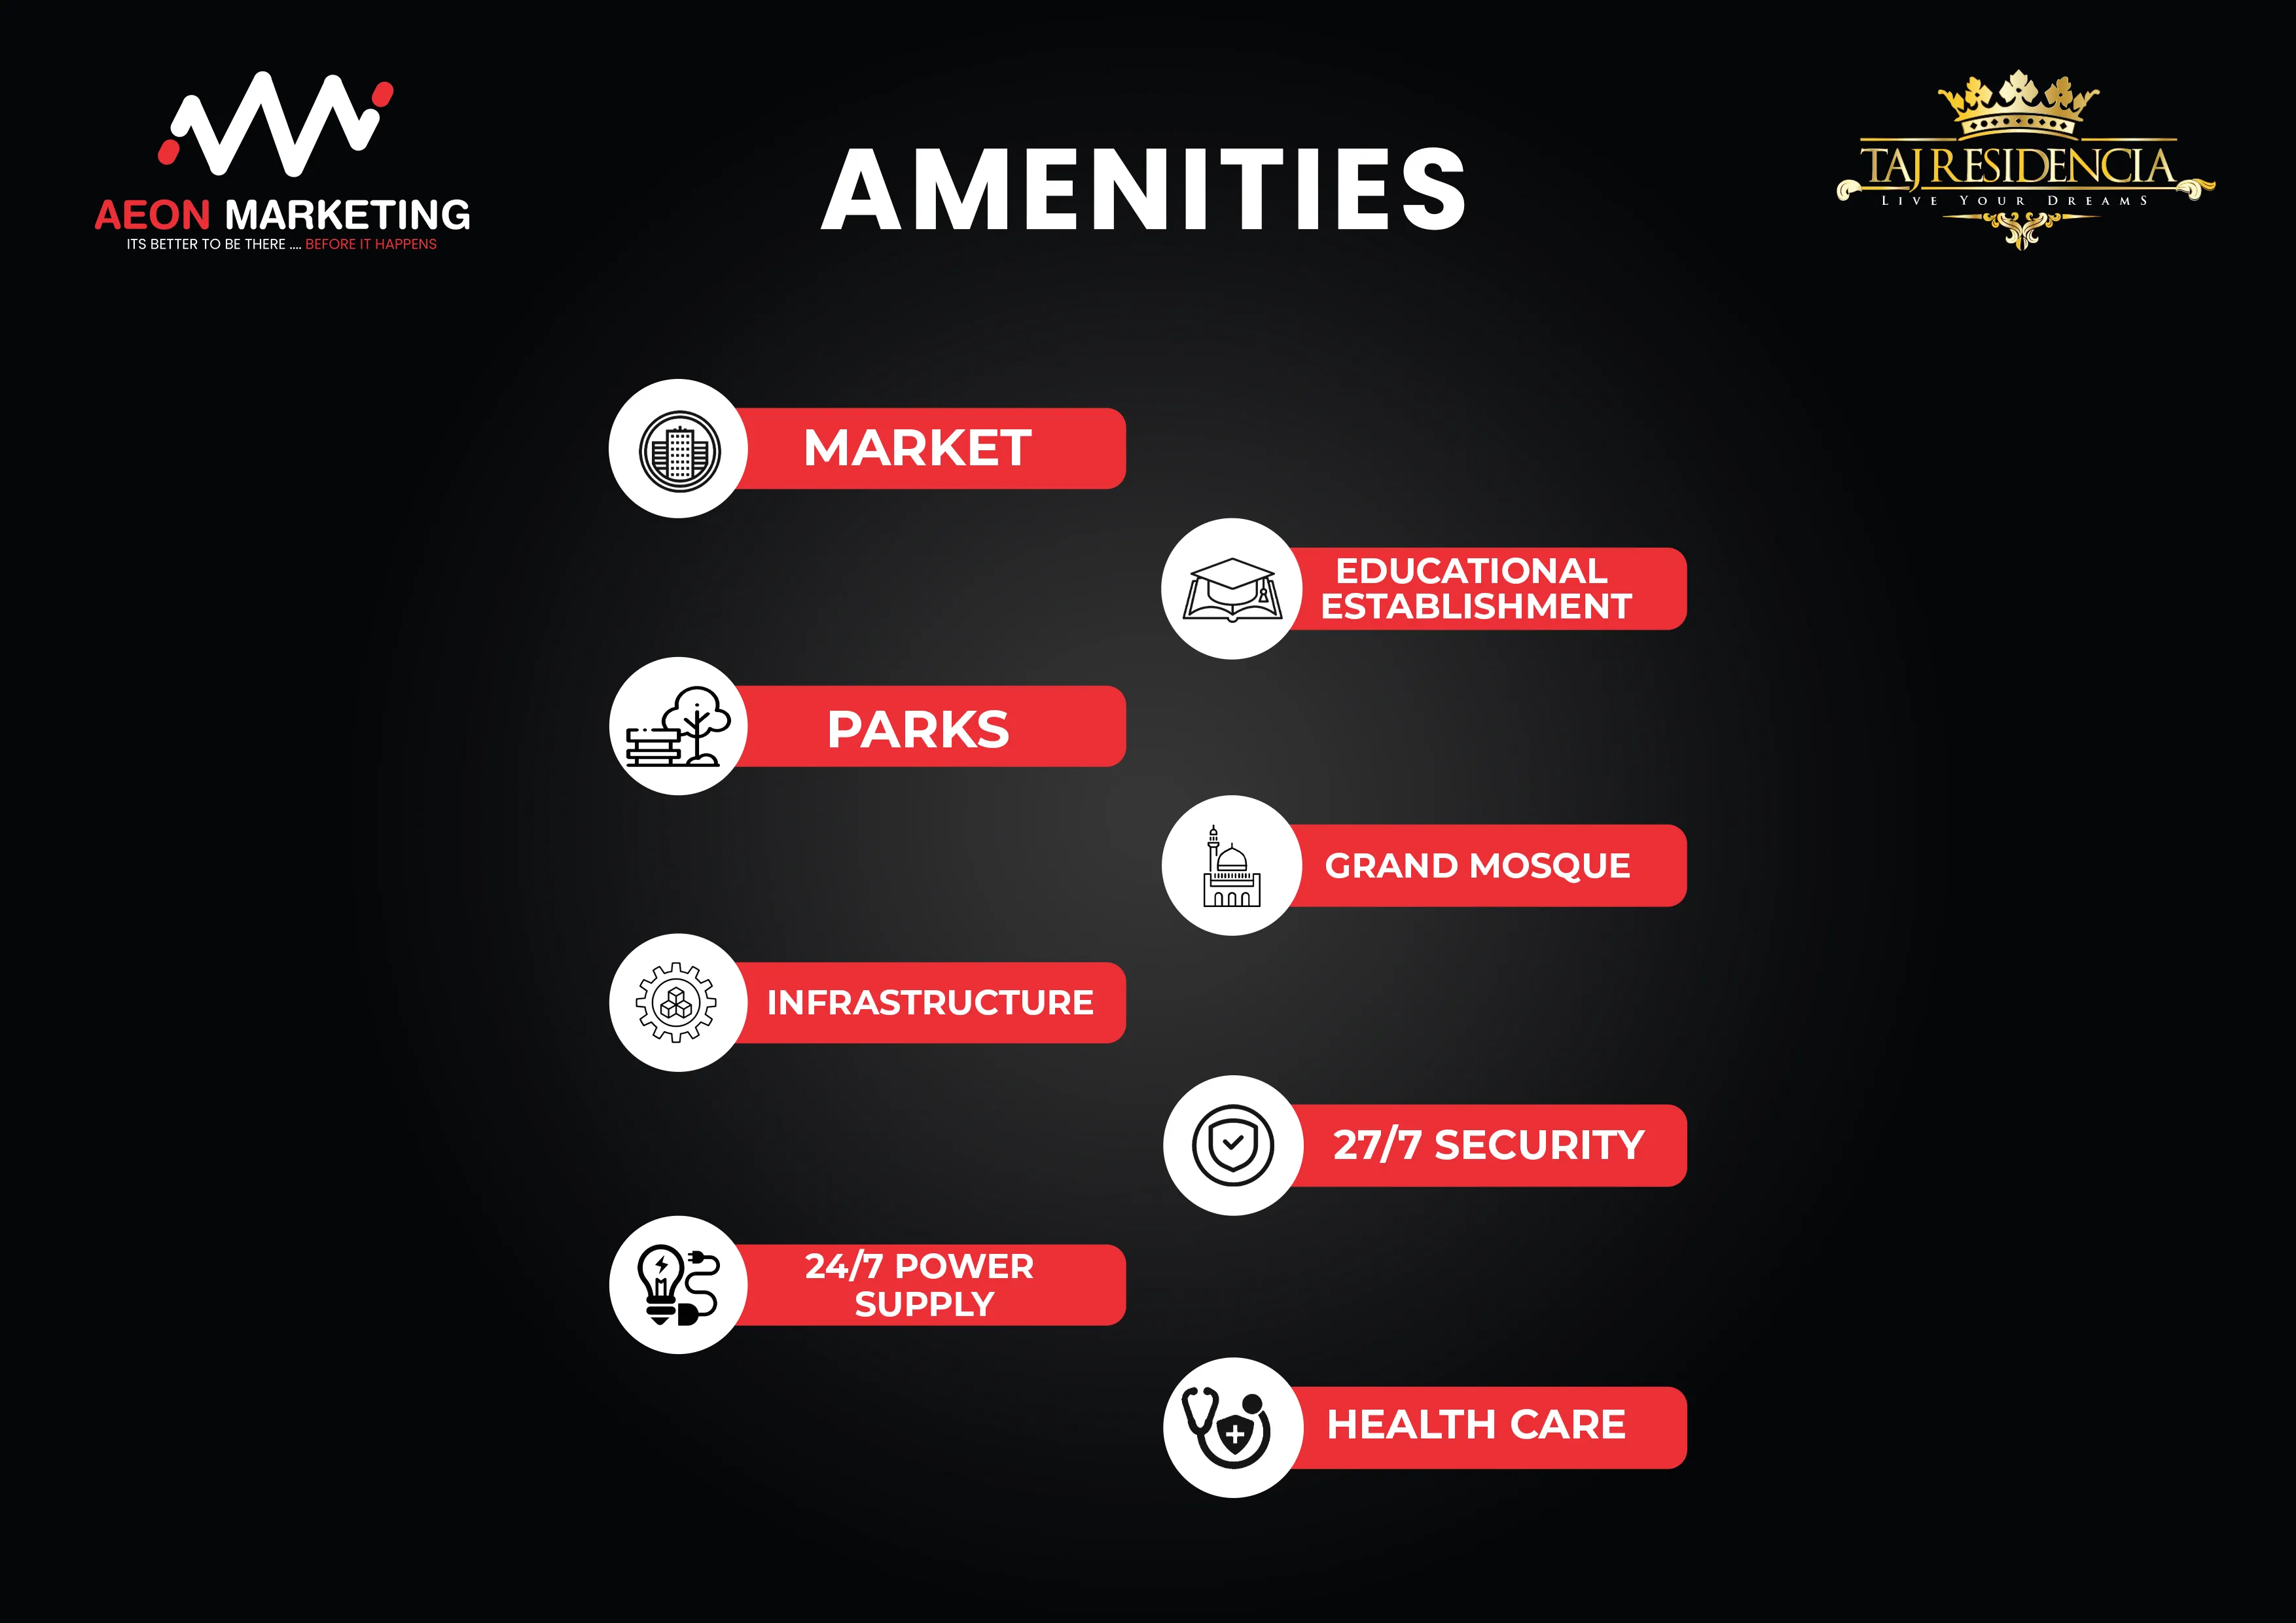 AEON MARKETING
ITS BETTER TO BE THERE .... BEFORE IT HAPPENS
AMENITIES
TAJ RESIDENCIA
LIVE YOUR DREAMS
MARKET
EDUCATIONAL
ESTABLISHMENT
PARKS
GRAND MOSQUE
INFRASTRUCTURE
27/7 SECURITY
24/7 POWER
SUPPLY
HEALTH CARE